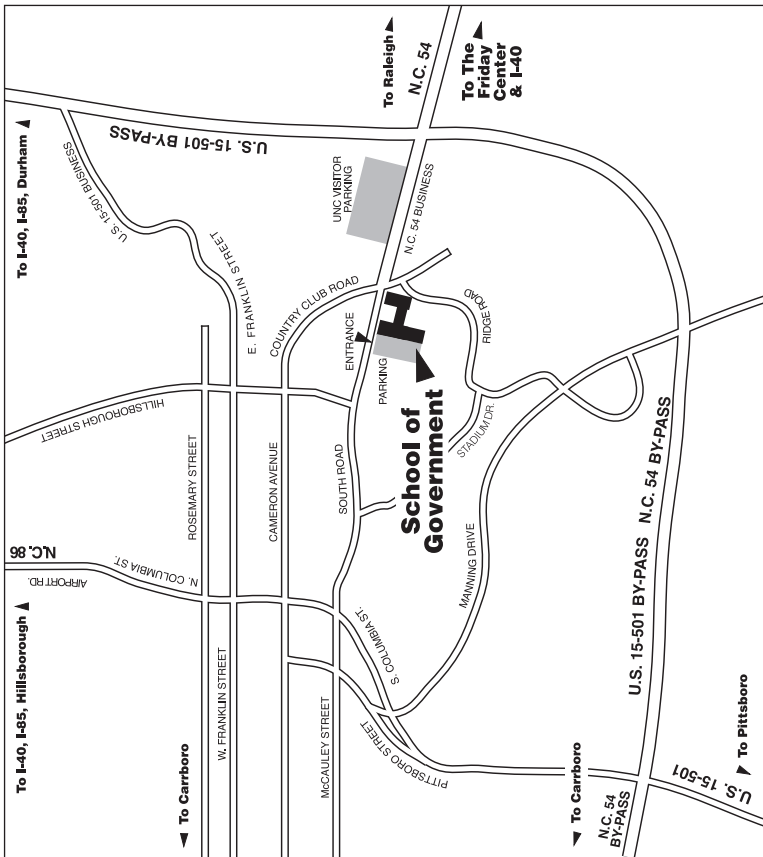 To Raleigh
N.C. 54
To The
Friday
Center
& I-40
To I-40, I-85, Durham
U.S. 15-501 BY-PASS
U.S. 15-501 BUSINESS
UNC VISITOR
PARKING
N.C. 54 BUSINESS
E. FRANKLIN STREET
COUNTRY CLUB ROAD
ENTRANCE
PARKING
RIDGE ROAD
School of
Government
STADIUM DR.
HILLSBOROUGH STREET
ROSEMARY STREET
CAMERON AVENUE
SOUTH ROAD
MANNING DRIVE
N.C. 86
AIRPORT RD.
N. COLUMBIA ST.
S. COLUMBIA ST.
U.S. 15-501 BY-PASS
N.C. 54 BY-PASS
To I-40, I-85, Hillsborough
W. FRANKLIN STREET
McCAULEY STREET
PITTSBORO STREET
To Carrboro
To Carrboro
N.C. 54
BY-PASS
U.S. 15-501
To Pittsboro